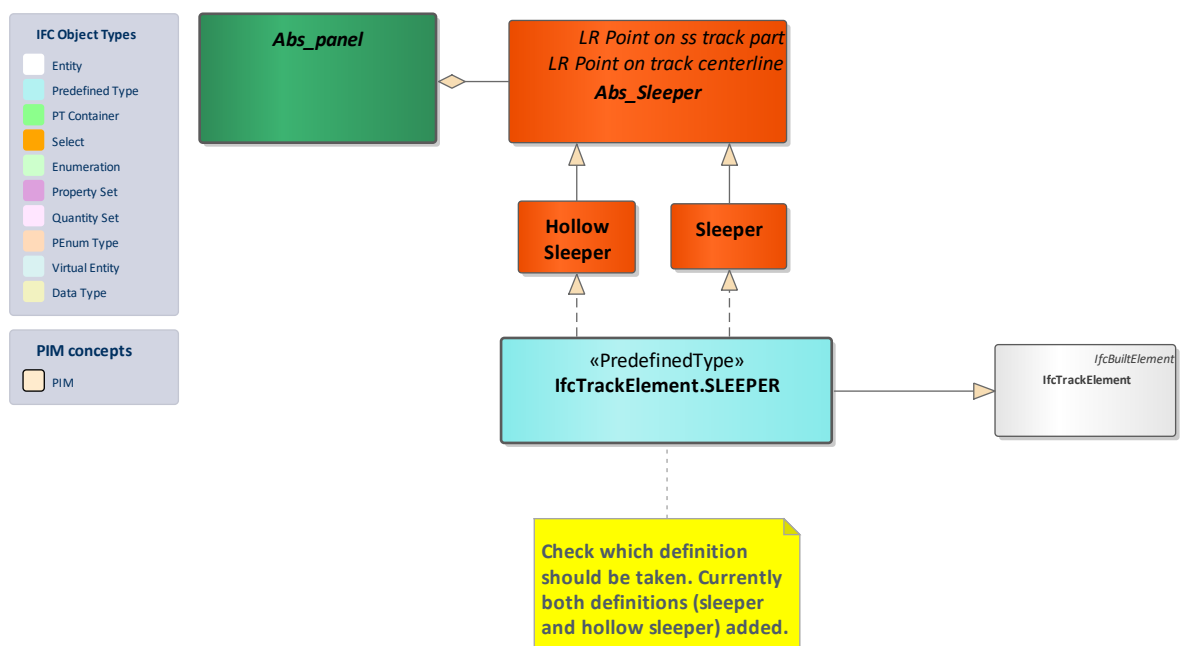 IFC Object Types
Entity
Predefined Type
PT Container
Select
Enumeration
Property Set
Quantity Set
PEnum Type
Virtual Entity
Data Type
PIM concepts
PIM
Abs_panel
LR Point on ss track part
LR Point on track centerline
Abs_Sleeper
Hollow
Sleeper
Sleeper
«PredefinedType»
IfcTrackElement.SLEEPER
IfcBuiltElement
IfcTrackElement
Check which definition
should be taken. Currently
both definitions (sleeper
and hollow sleeper) added.